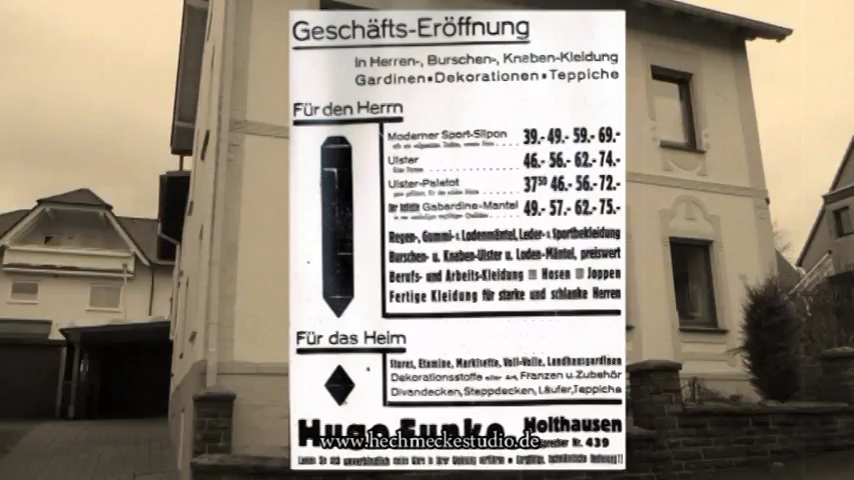 Geschäfts-Eröffnung
In Herren-, Burschen-, Knaben-Kleidung
Gardinen▪Dekorationen▪Teppiche
Für den Herrn
Moderner Sport-Slipon 39.- 49.- 59.- 69.-
Ulster 46.- 56.- 62.- 74.-
Ulster-Paletot 37⁵⁰ 46.- 56.- 72.-
Gabardine-Mantel 49.- 57.- 62.- 75.-
Regen-, Gummi- u. Lodenmäntel, Leder- u. Sportbekleidung
Burschen- u. Knaben-Ulster u. Loden-Mäntel, preiswert
Berufs- und Arbeits-Kleidung ▪ Hosen ▪ Joppen
Fertige Kleidung für starke und schlanke Herren
Für das Heim
Stores, Etamine, Markisette, Voll-Voile, Landhausgardinen
Dekorationsstoffe aller Art, Franzen u. Zubehör
Divandecken, Steppdecken, Läufer, Teppiche
Hugo Funke Holthausen
www.hechmeckestudio.de Nr. 439